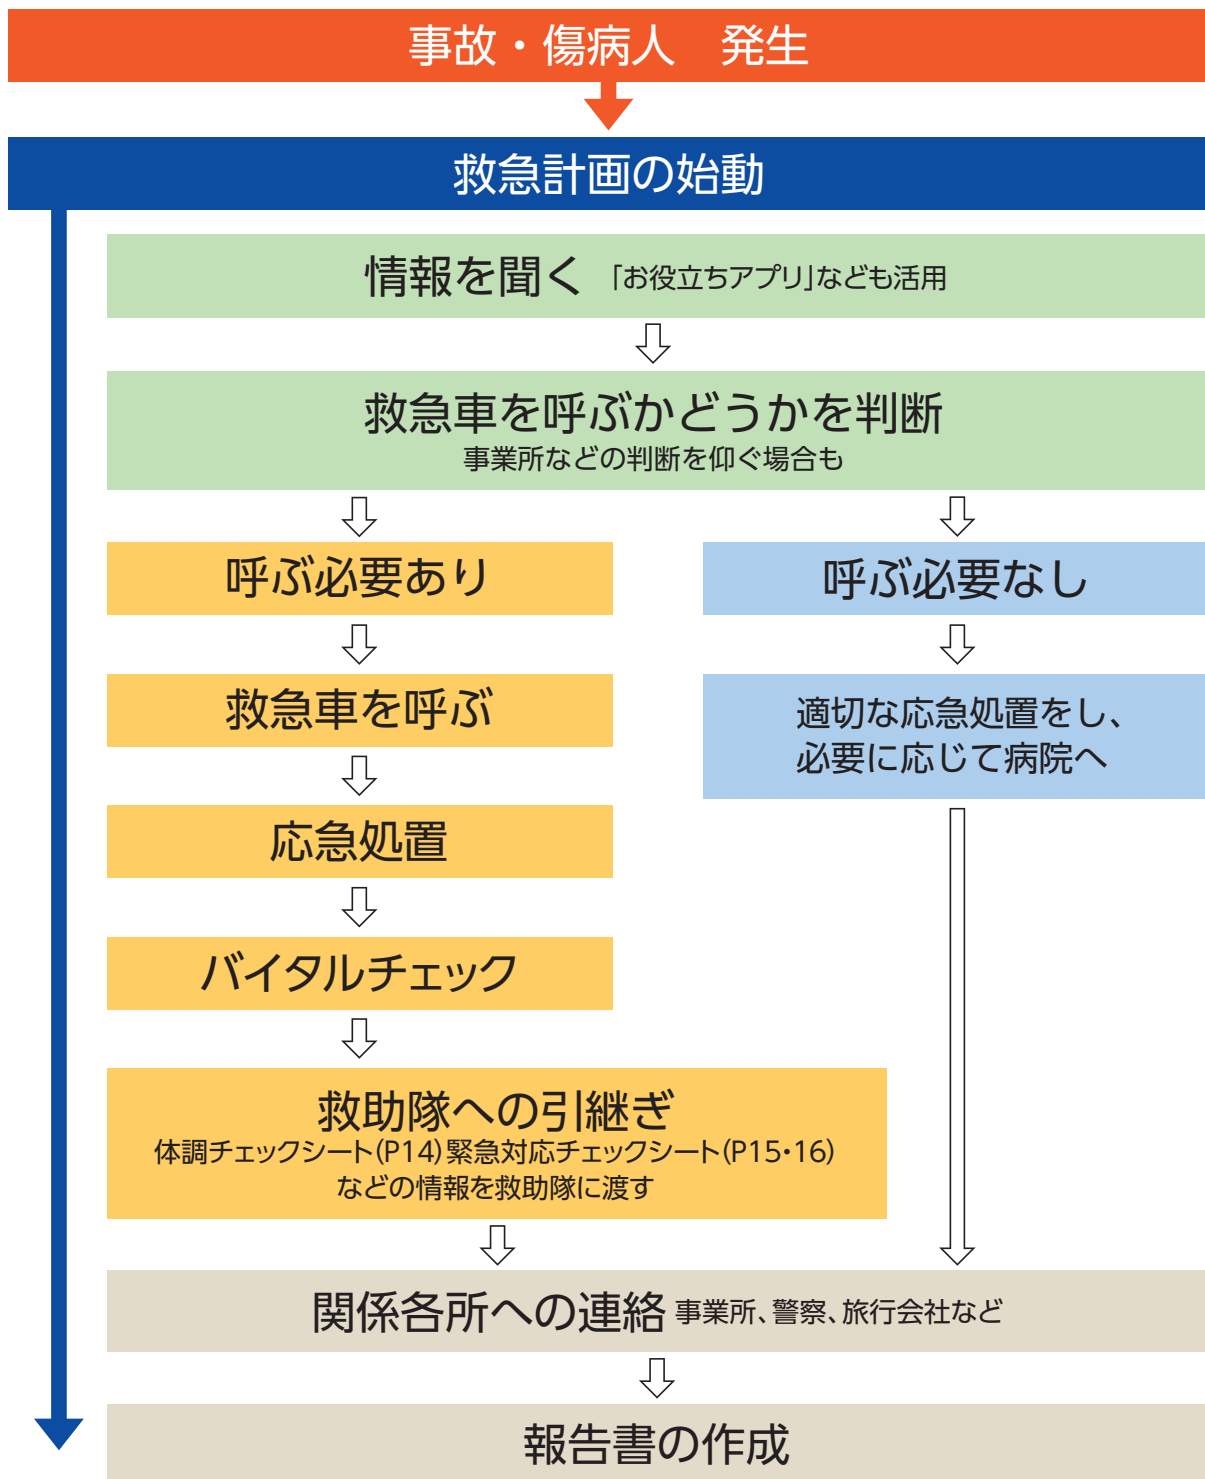 事故・傷病人　発生
救急計画の始動
情報を聞く 「お役立ちアプリ」なども活用
救急車を呼ぶかどうかを判断
事業所などの判断を仰ぐ場合も
呼ぶ必要あり
救急車を呼ぶ
応急処置
バイタルチェック
救助隊への引継ぎ
体調チェックシート(P14)緊急対応チェックシート(P15・16)
などの情報を救助隊に渡す
呼ぶ必要なし
適切な応急処置をし、
必要に応じて病院へ
関係各所への連絡 事業所、警察、旅行会社など
報告書の作成